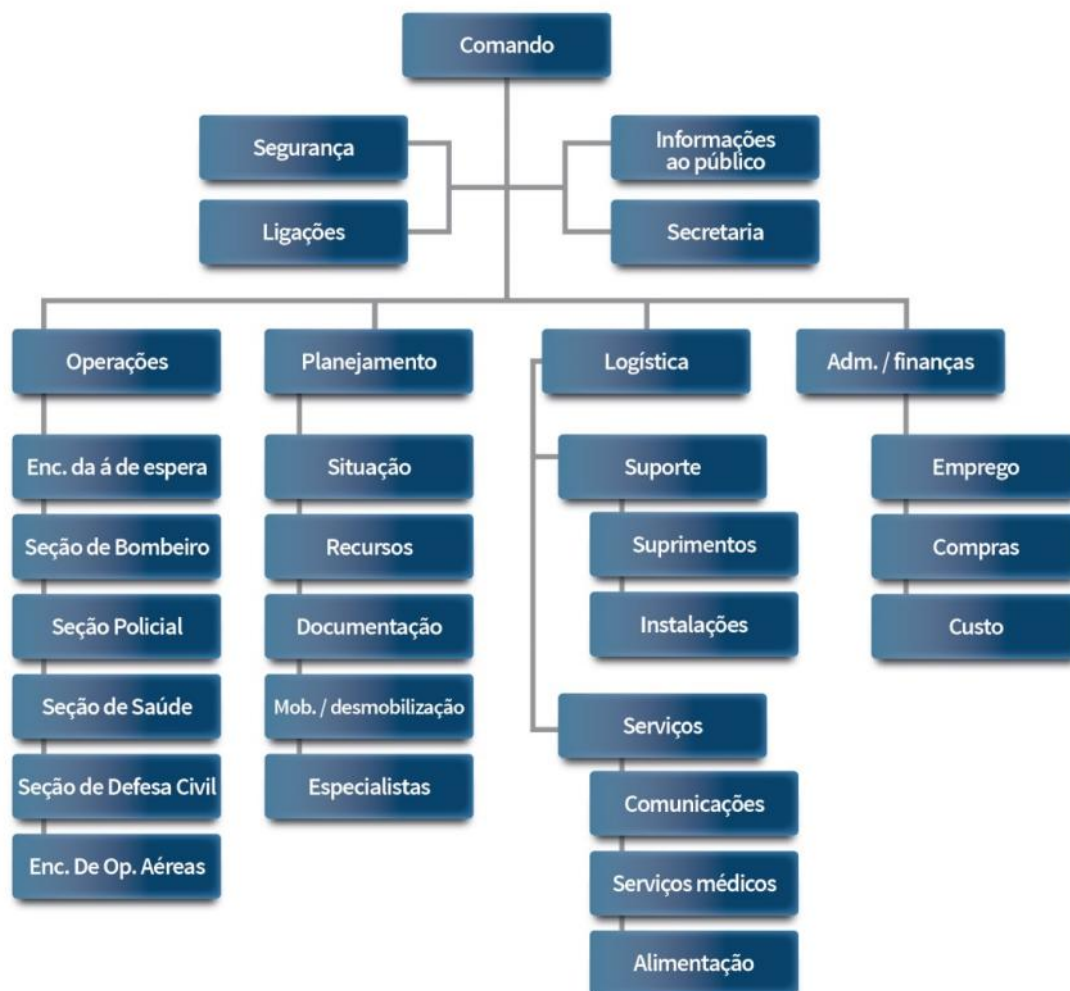 Comando
Segurança
Informações
ao público
Ligações
Secretaria
Operações
Planejamento
Logística
Adm. / finanças
Enc. da á de espera
Seção de Bombeiro
Seção Policial
Seção de Saúde
Seção de Defesa Civil
Enc. De Op. Aéreas
Situação
Recursos
Documentação
Mob. / desmobilização
Especialistas
Suporte
Suprimentos
Instalações
Serviços
Comunicações
Serviços médicos
Alimentação
Emprego
Compras
Custo